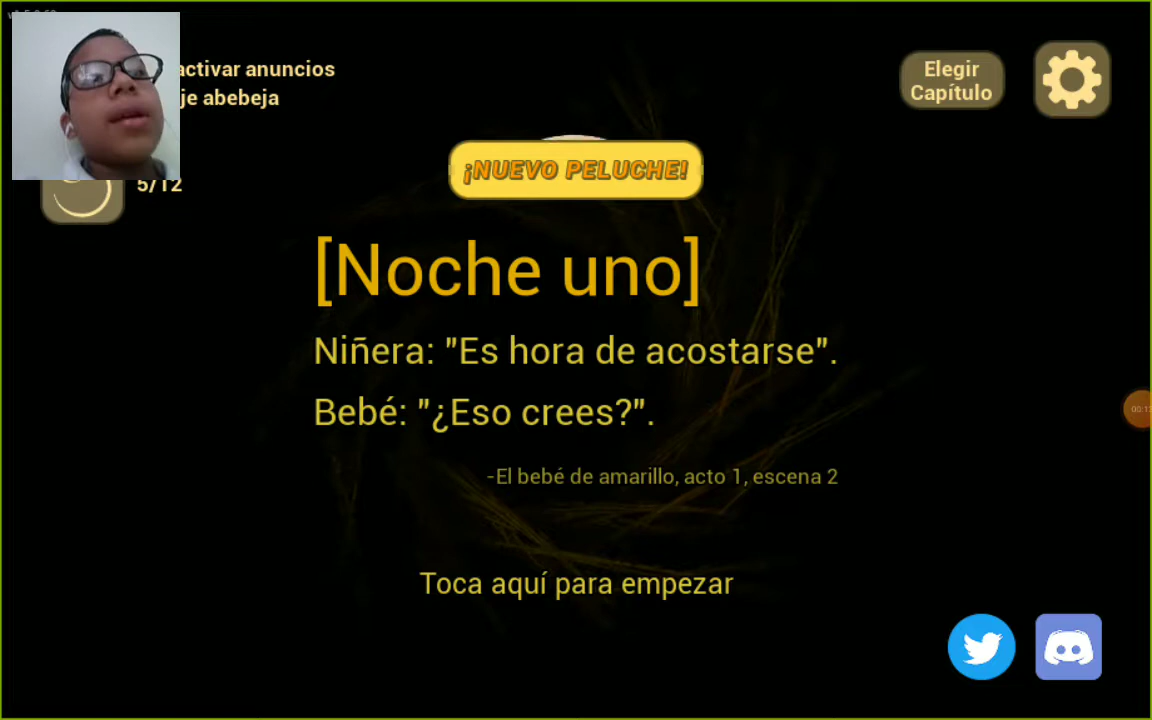 activar anuncios
je abebeja
5/12
Elegir
Capítulo
¡NUEVO PELUCHE!
[Noche uno]
Niñera: "Es hora de acostarse".
Bebé: "¿Eso crees?".
-El bebé de amarillo, acto 1, escena 2
Toca aquí para empezar